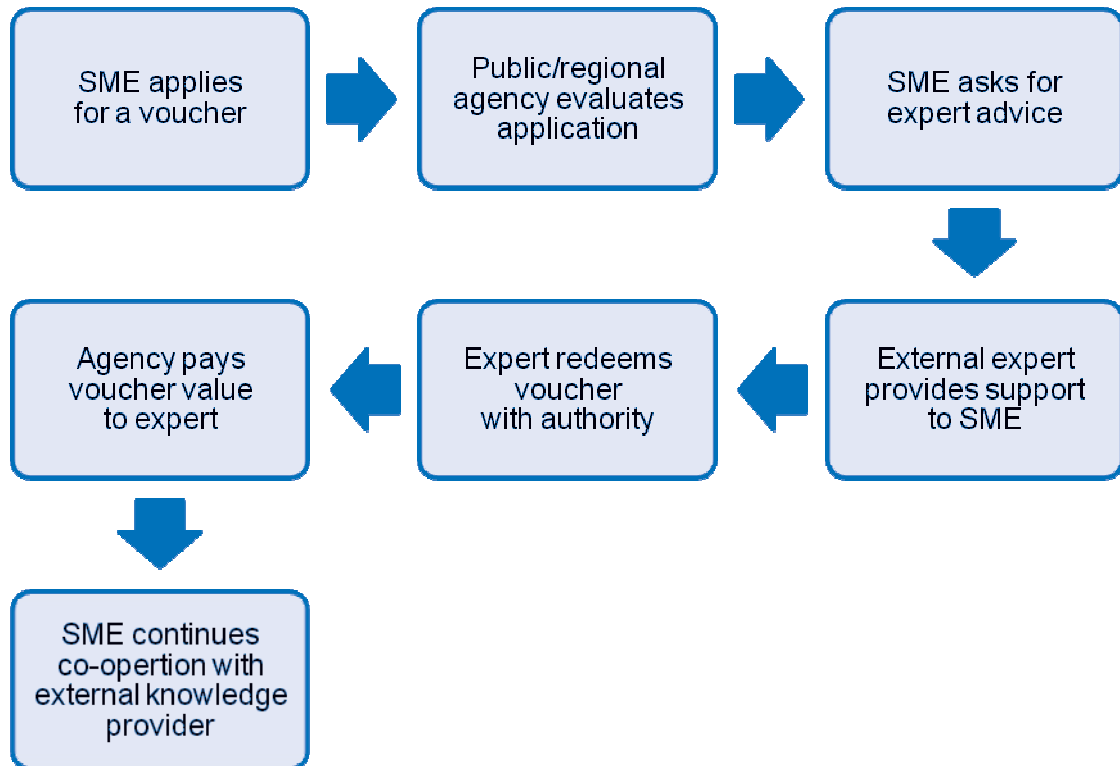 SME applies
for a voucher
Public/regional
agency evaluates
application
SME asks for
expert advice
External expert
provides support
to SME
Expert redeems
voucher
with authority
Agency pays
voucher value
to expert
SME continues
co-opertion with
external knowledge
provider